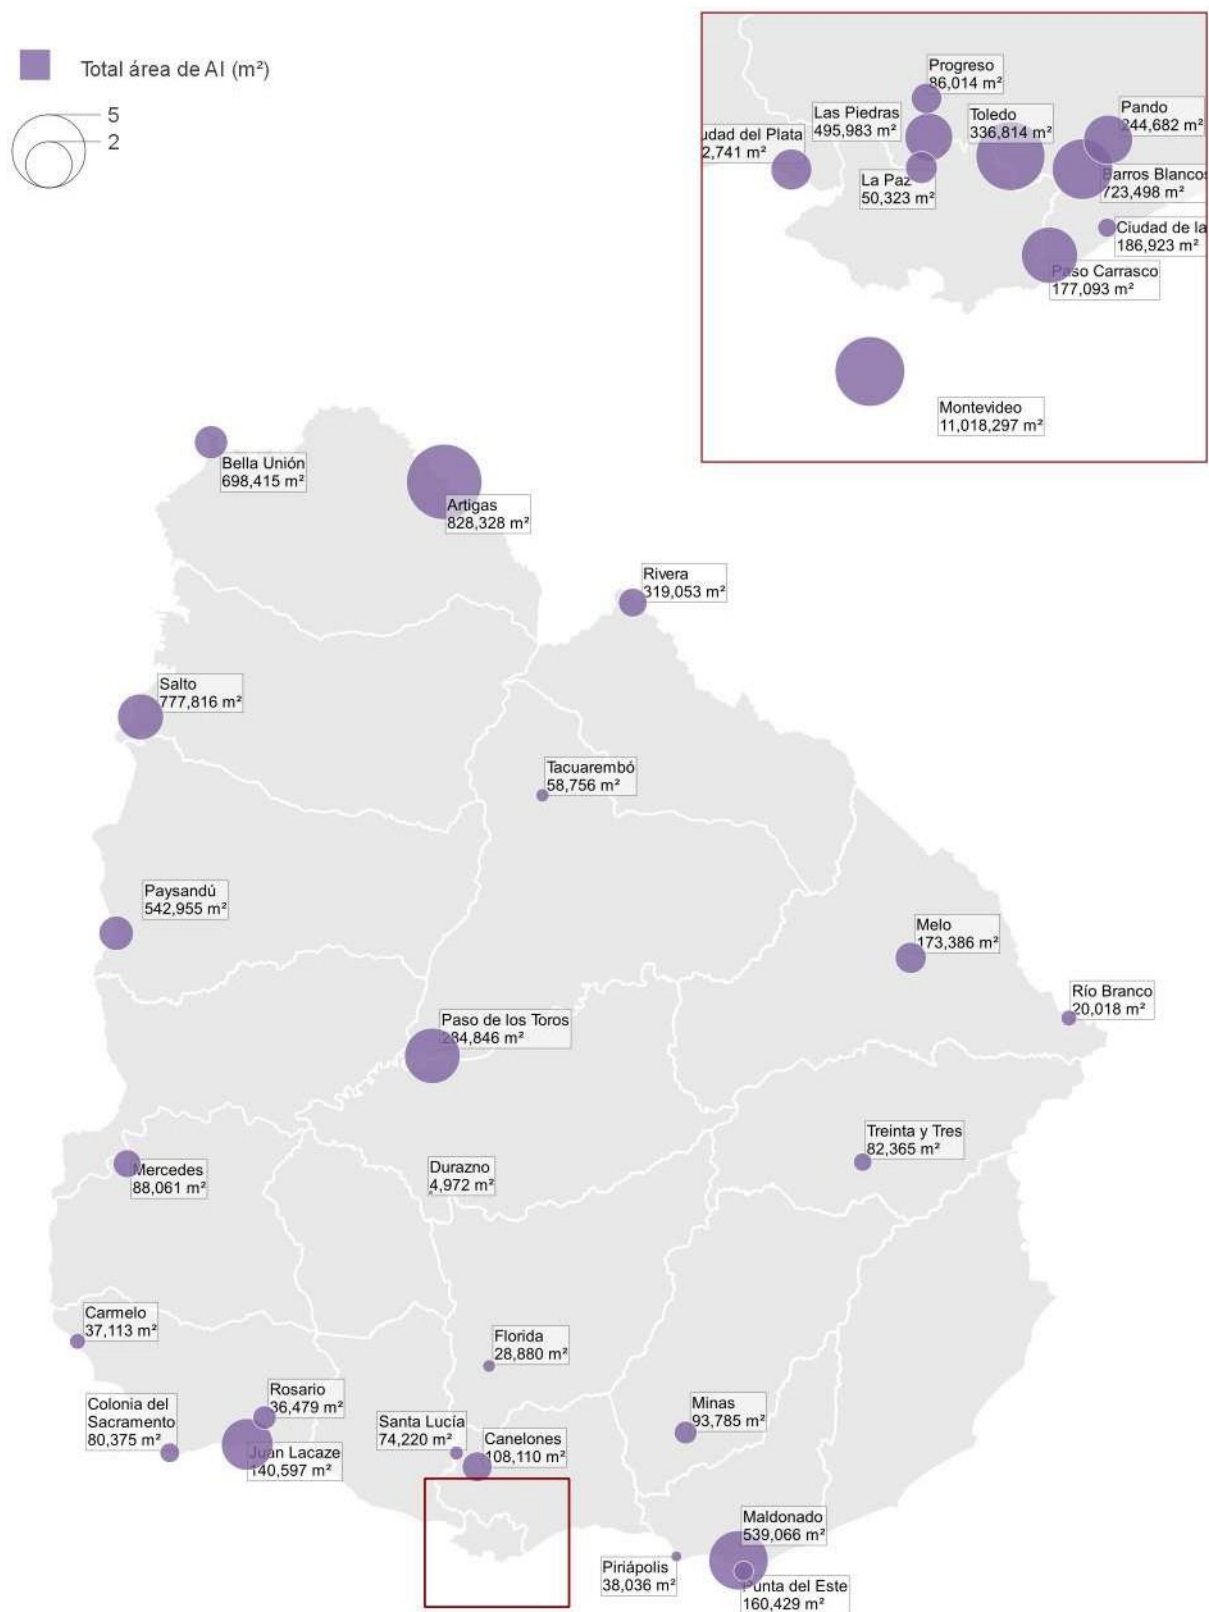 Total área de AI (m²)
5
2
Progreso
86,014 m²
Las Piedras
495,983 m²
Toledo
336,814 m²
Pando
244,682 m²
udad del Plata
2,741 m²
La Paz
50,323 m²
Barros Blancos
723,498 m²
Ciudad de la
186,923 m²
Paso Carrasco
177,093 m²
Montevideo
11,018,297 m²
Bella Unión
698,415 m²
Artigas
828,328 m²
Rivera
319,053 m²
Salto
777,816 m²
Tacuarembó
58,756 m²
Paysandú
542,955 m²
Melo
173,386 m²
Río Branco
20,018 m²
Paso de los Toros
284,846 m²
Treinta y Tres
82,365 m²
Mercedes
88,061 m²
Durazno
4,972 m²
Carmelo
37,113 m²
Florida
28,880 m²
Rosario
36,479 m²
Colonia del
Sacramento
80,375 m²
Juan Lacaze
140,597 m²
Santa Lucía
74,220 m²
Canelones
108,110 m²
Minas
93,785 m²
Maldonado
539,066 m²
Piriápolis
38,036 m²
Punta del Este
160,429 m²